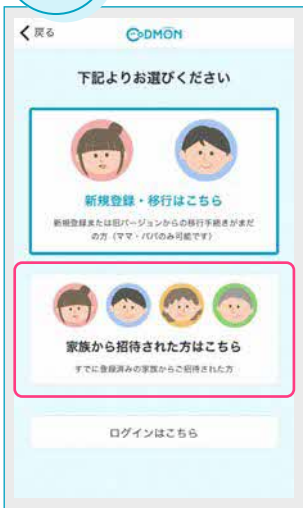 戻る
CoDMON
下記よりお選びください
新規登録・移行はこちら
新規登録または旧バージョンからの移行手続きがまだ
の方（ママ・パパのみ可能です）
家族から招待された方はこちら
すでに登録済みの家族からご招待された方
ログインはこちら